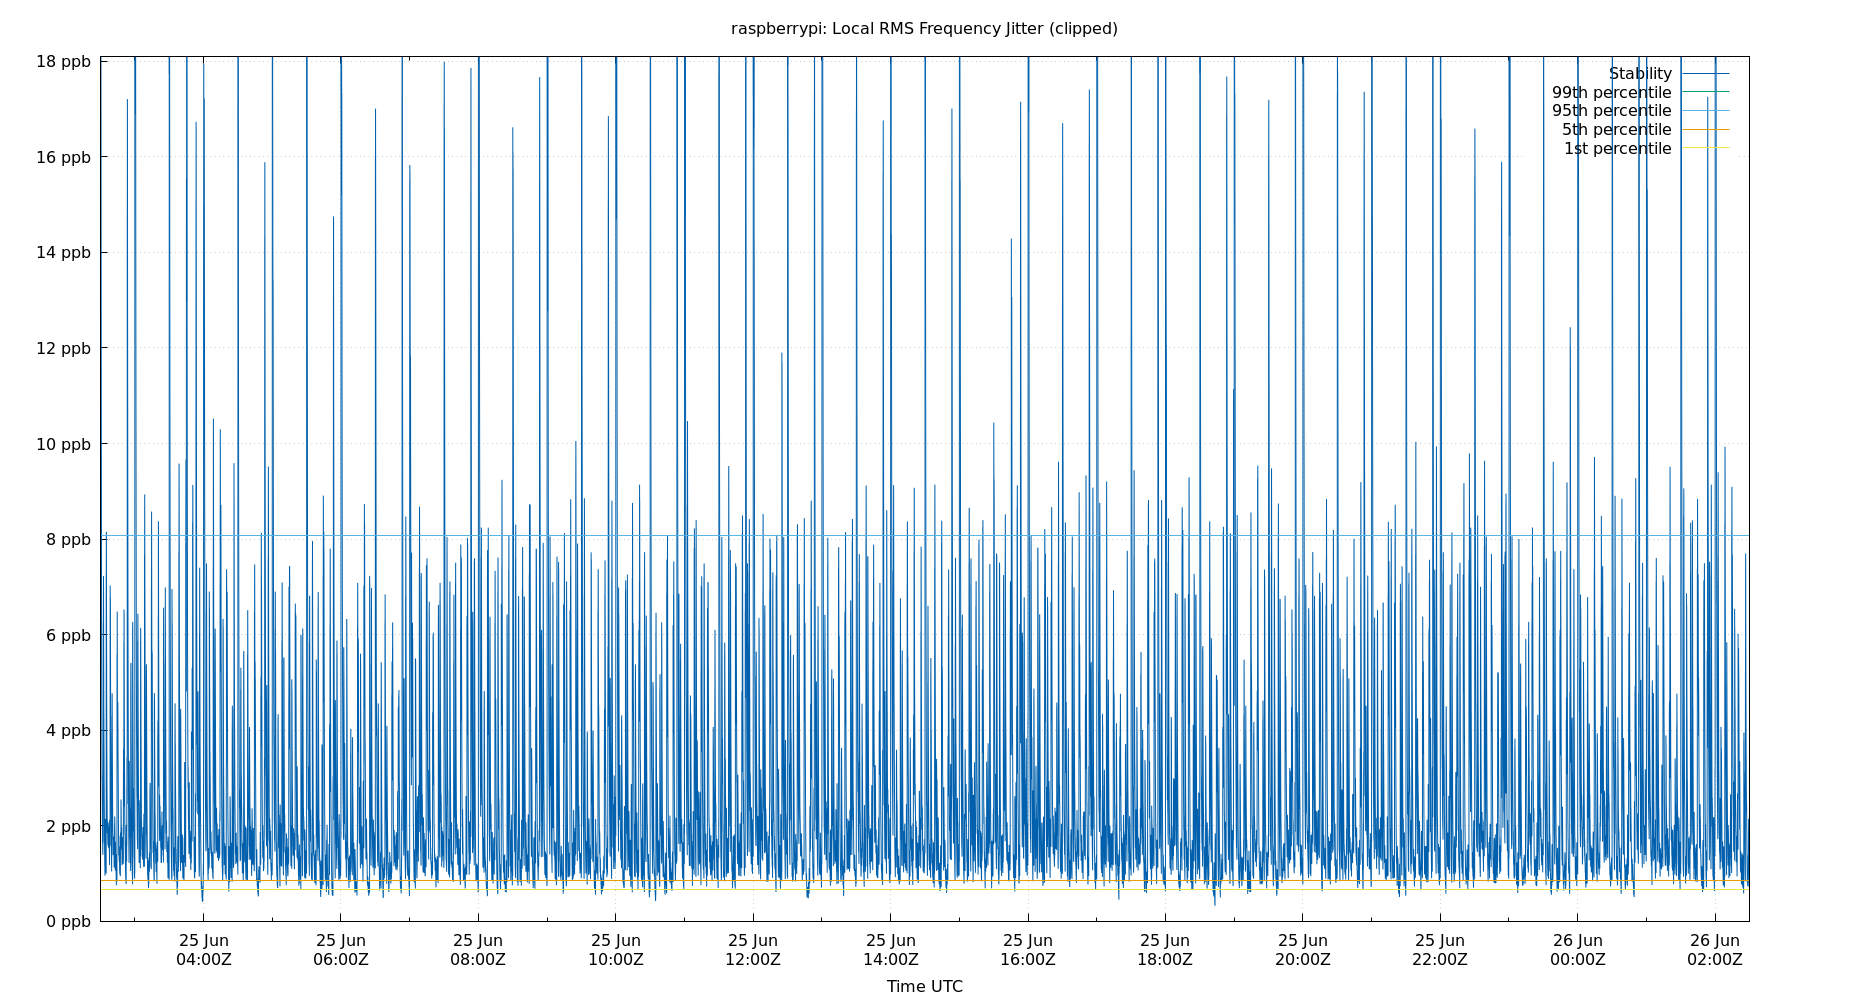 raspberrypi: Local RMS Frequency Jitter (clipped)
18 ppb
16 ppb
14 ppb
12 ppb
10 ppb
8 ppb
6 ppb
4 ppb
2 ppb
0 ppb
Stability
99th percentile
95th percentile
5th percentile
1st percentile
25 Jun 25 Jun 25 Jun 25 Jun 25 Jun 25 Jun 25 Jun 25 Jun 25 Jun 25 Jun 26 Jun 26 Jun
04:00Z 06:00Z 08:00Z 10:00Z 12:00Z 14:00Z 16:00Z 18:00Z 20:00Z 22:00Z 00:00Z 02:00Z
Time UTC